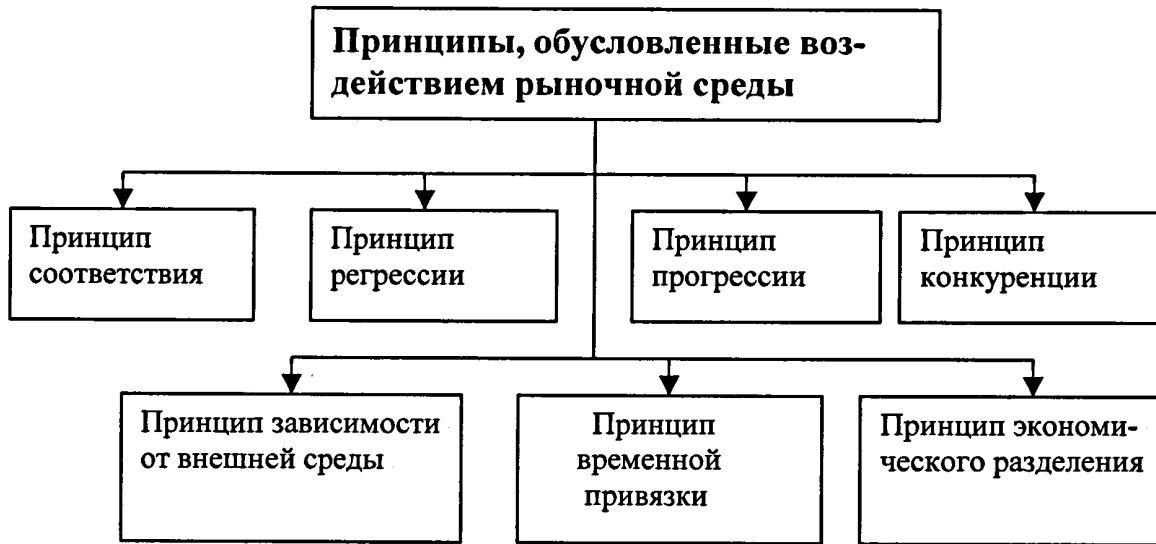 Принципы, обусловленные воз-
действием рыночной среды
Принцип
соответствия
Принцип
регрессии
Принцип
прогрессии
Принцип
конкуренции
Принцип зависимости
от внешней среды
Принцип
временной
привязки
Принцип экономи-
ческого разделения